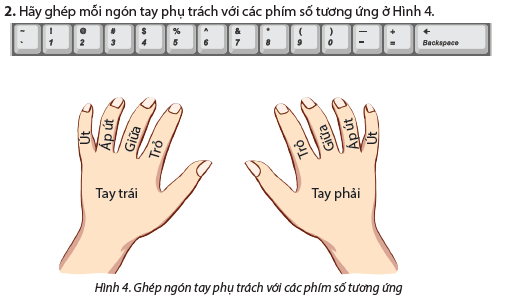 2. Hãy ghép mỗi ngón tay phụ trách với các phím số tương ứng ở Hình 4.
~ ! @ # $ % ^ & * ( ) — + ←
` 1 2 3 4 5 6 7 8 9 0 - = Backspace
Út Áp út Giữa Trỏ Trỏ Giữa Áp út Út
Tay trái Tay phải
Hình 4. Ghép ngón tay phụ trách với các phím số tương ứng